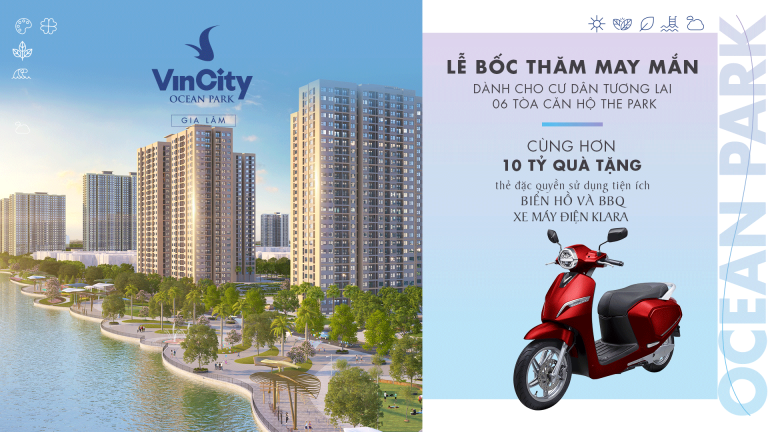 VinCity
OCEAN PARK
GIA LÂM
LỄ BỐC THĂM MAY MẮN
DÀNH CHO CƯ DÂN TƯƠNG LAI
06 TÒA CĂN HỘ THE PARK
CÙNG HƠN
10 TỶ QUÀ TẶNG
thẻ đặc quyền sử dụng tiện ích
BIỂN HỒ VÀ BBQ
XE MÁY ĐIỆN KLARA
OCEAN PARK